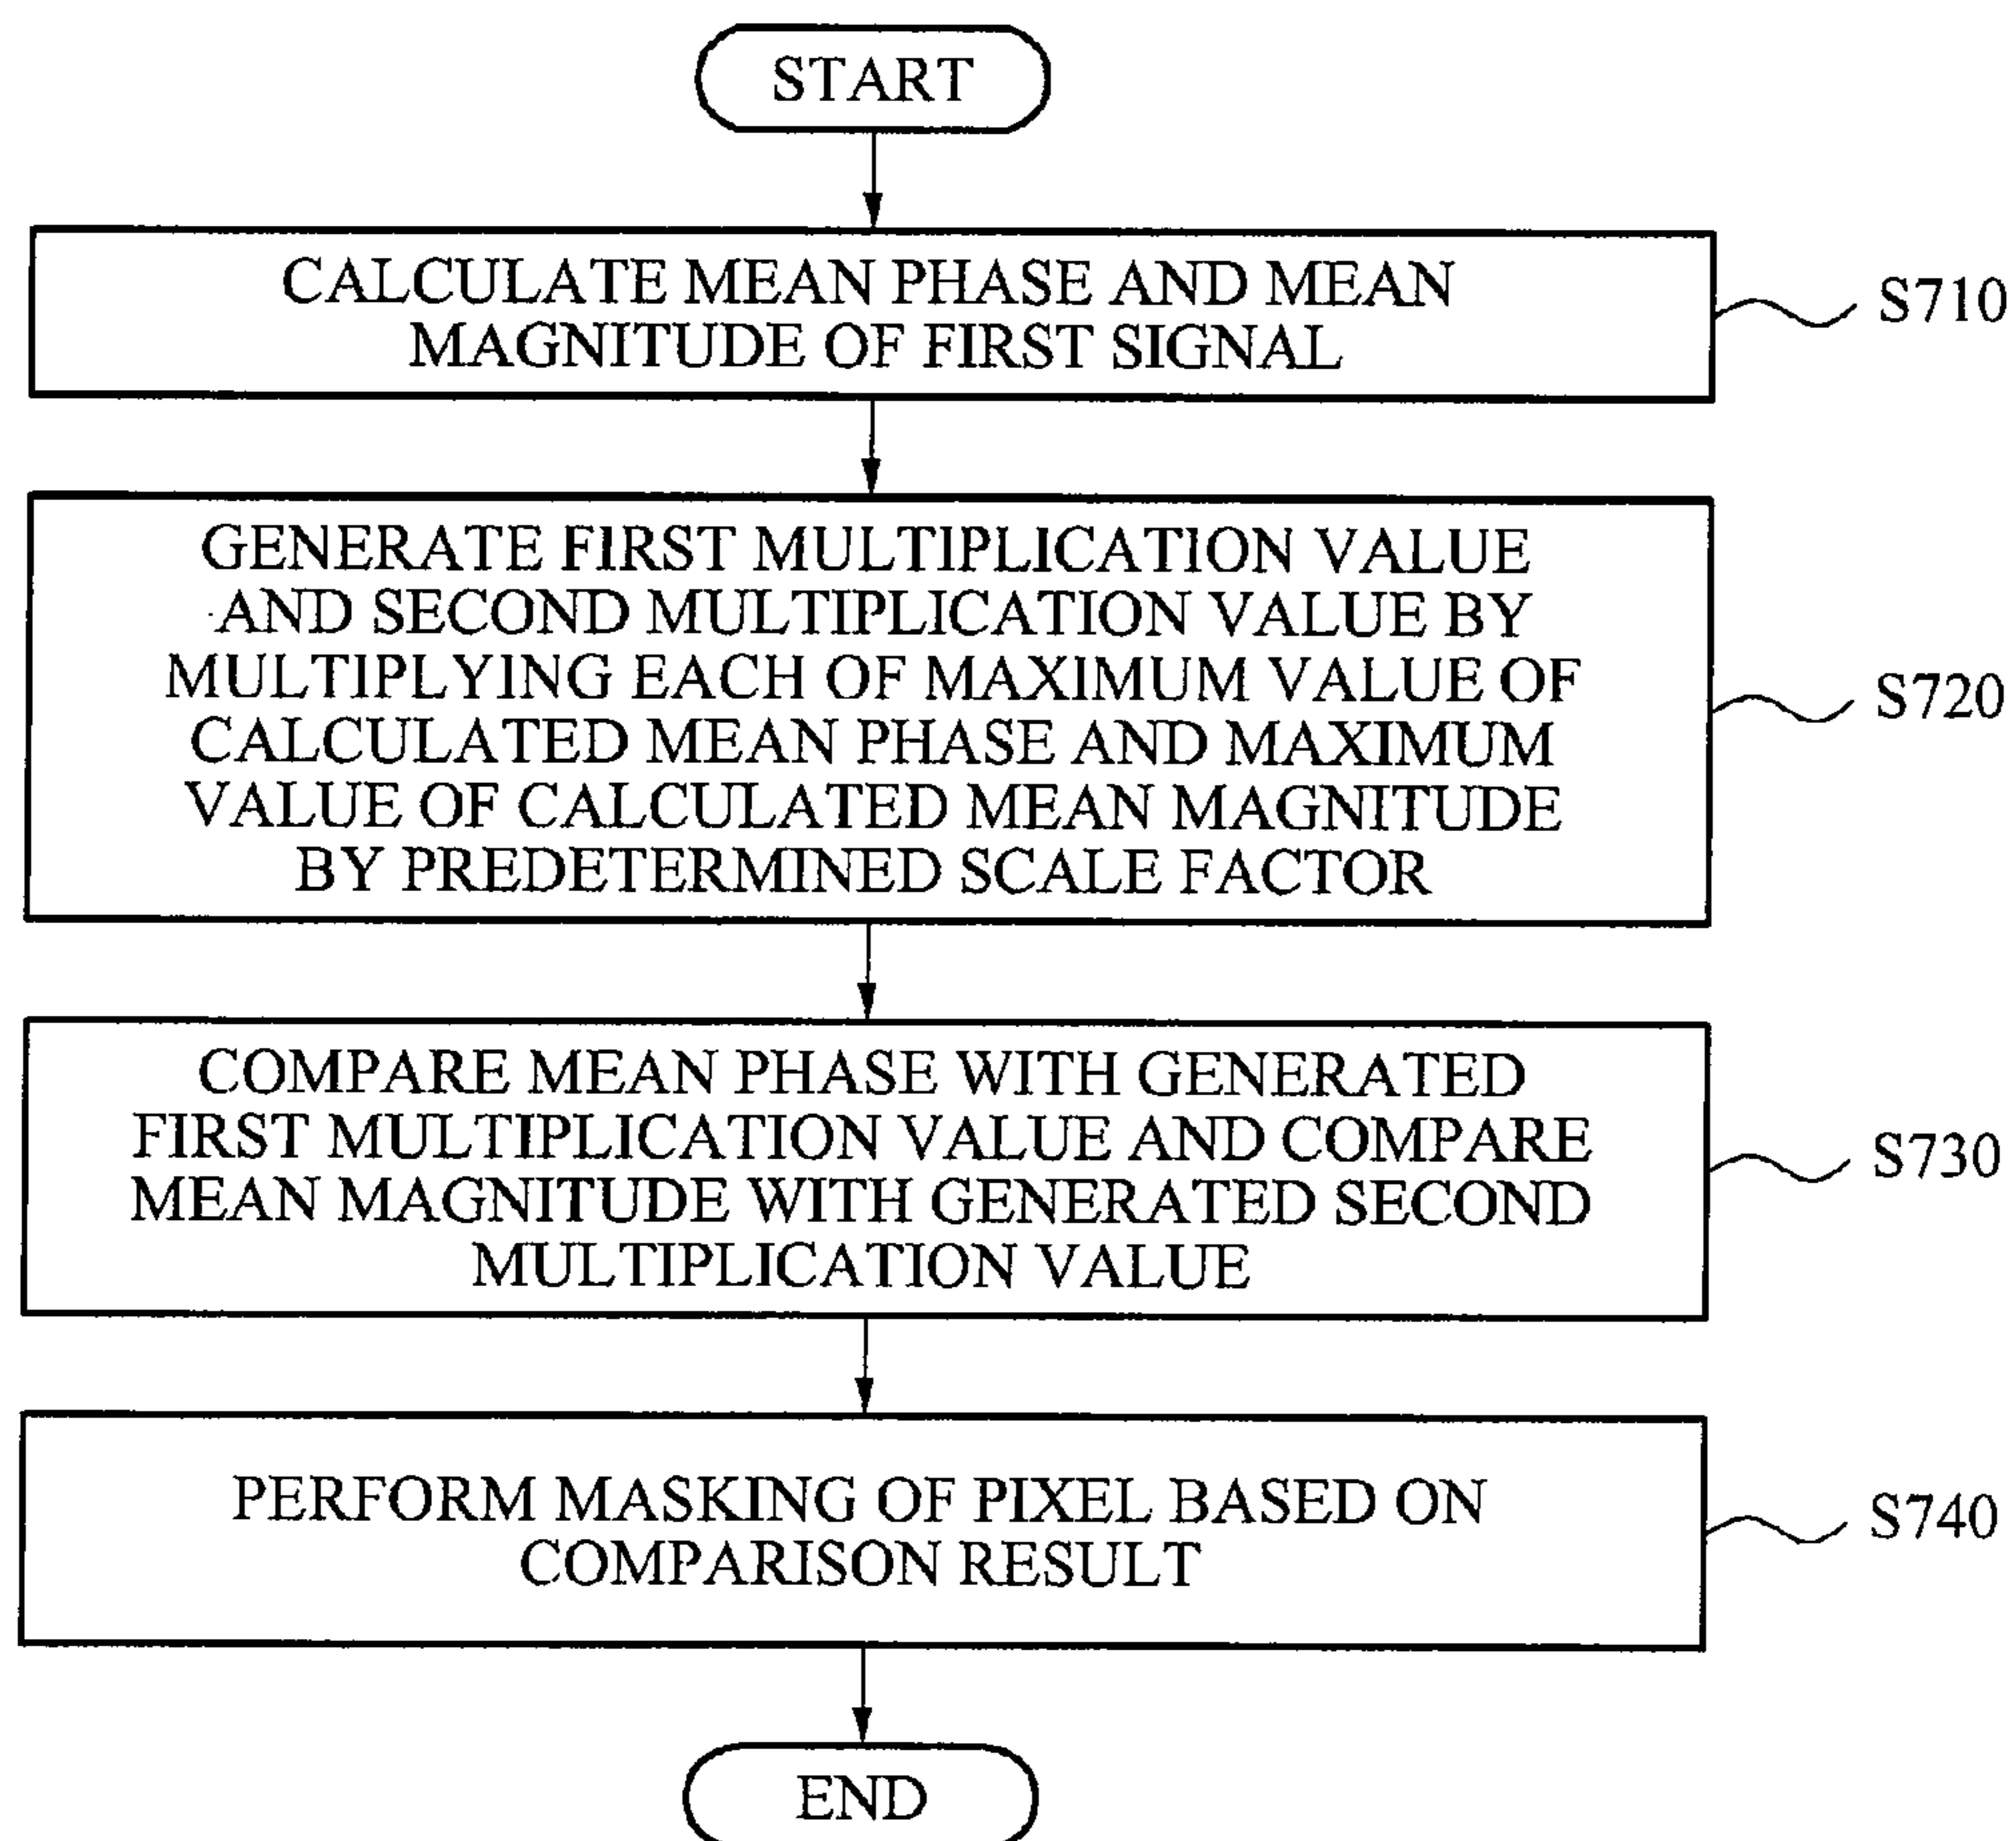 START
CALCULATE MEAN PHASE AND MEAN
MAGNITUDE OF FIRST SIGNAL
S710
GENERATE FIRST MULTIPLICATION VALUE
AND SECOND MULTIPLICATION VALUE BY
MULTIPLYING EACH OF MAXIMUM VALUE OF
CALCULATED MEAN PHASE AND MAXIMUM
VALUE OF CALCULATED MEAN MAGNITUDE
BY PREDETERMINED SCALE FACTOR
S720
COMPARE MEAN PHASE WITH GENERATED
FIRST MULTIPLICATION VALUE AND COMPARE
MEAN MAGNITUDE WITH GENERATED SECOND
MULTIPLICATION VALUE
S730
PERFORM MASKING OF PIXEL BASED ON
COMPARISON RESULT
S740
END